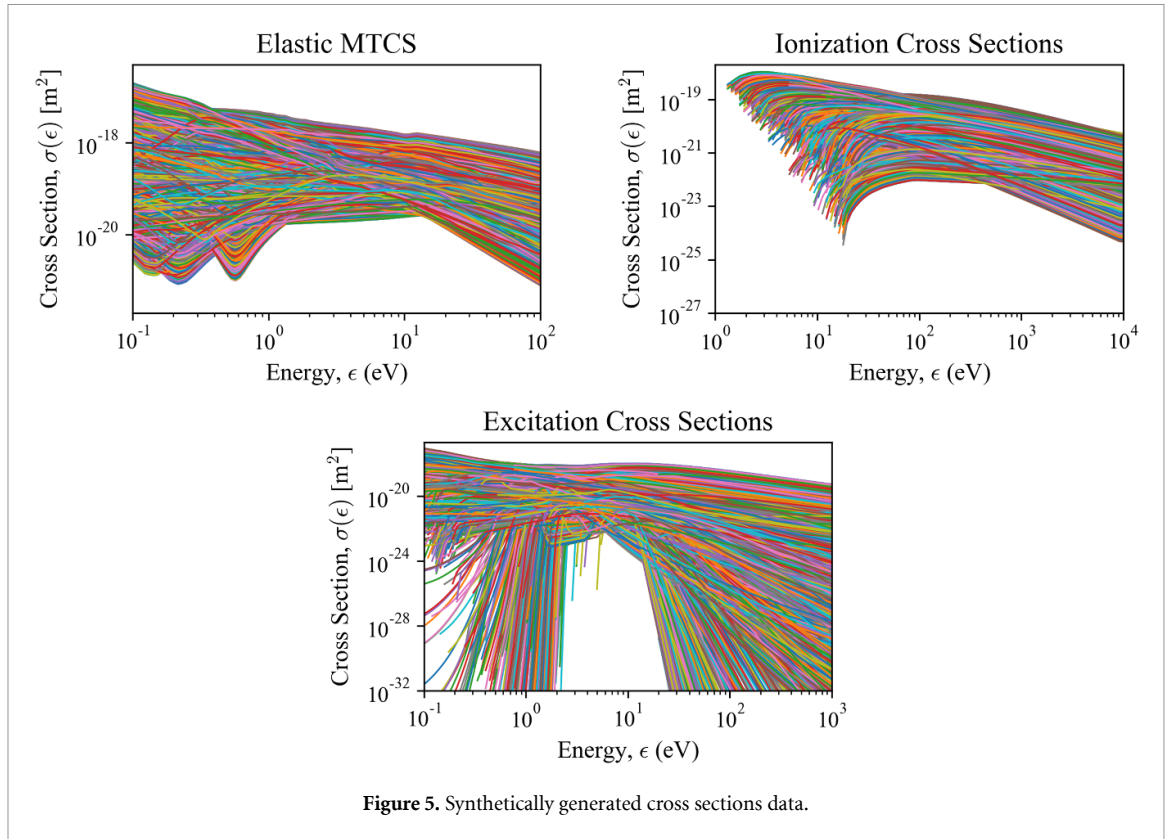 Elastic MTCS
Cross Section, σ(ϵ) [m²]
10⁻¹⁸
10⁻²⁰
10⁻¹ 10⁰ 10¹ 10²
Energy, ϵ (eV)
Ionization Cross Sections
Cross Section, σ(ϵ) [m²]
10⁻¹⁹
10⁻²¹
10⁻²³
10⁻²⁵
10⁻²⁷
10⁰ 10¹ 10² 10³ 10⁴
Energy, ϵ (eV)
Excitation Cross Sections
Cross Section, σ(ϵ) [m²]
10⁻²⁰
10⁻²⁴
10⁻²⁸
10⁻³²
10⁻¹ 10⁰ 10¹ 10² 10³
Energy, ϵ (eV)
Figure 5. Synthetically generated cross sections data.